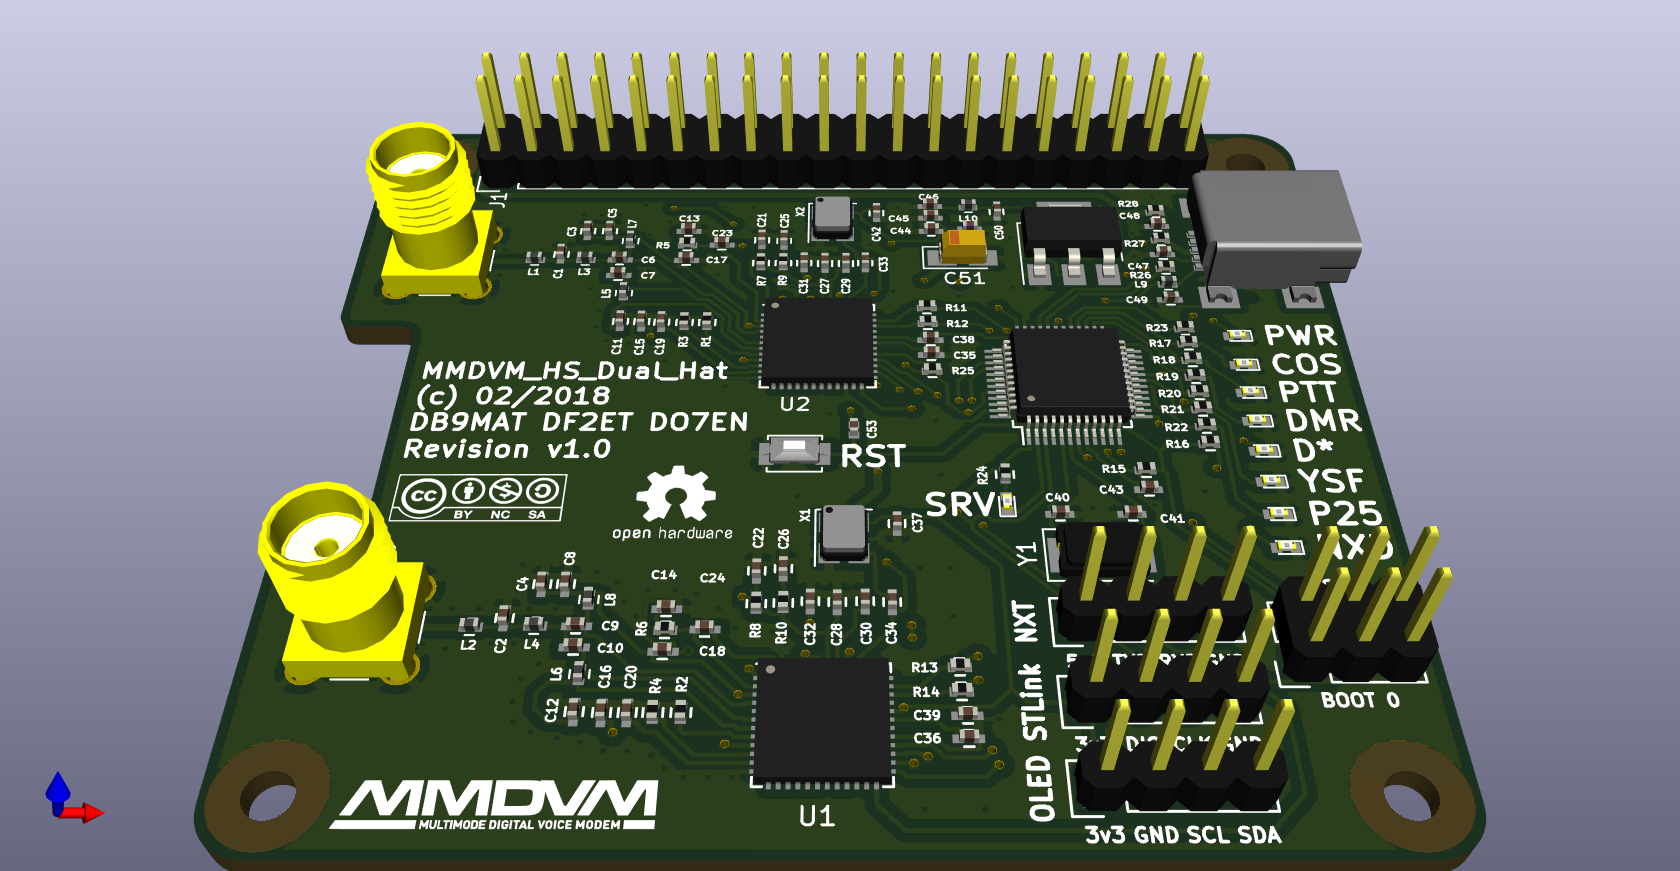 J1
C46
C45
C44
L10
C50
X2
C42
R28
C48
R27
C47
R26
L9
C49
C51
C3
C5
L7
C13
R5
C23
C17
C21
C25
L1
C1
L3
C6
C7
L5
R7
R9
C31
C27
C29
C33
C11
C15
C19
R3
R1
R11
R12
C38
C35
R25
R23
R17
R18
R19
R20
R21
R22
R16
PWR
COS
PTT
DMR
D*
YSF
P25
MMDVM_HS_Dual_Hat
(c) 02/2018
DB9MAT DF2ET DO7EN
Revision v1.0
U2
C53
RST
cc
BY NC SA
open hardware
R24
SRV
R15
C43
C40
C41
Y1
X1
C37
C22
C26
C4
C8
L8
C14
C24
L2
C2
L4
C9
C10
R6
C18
L6
C16
C20
R4
R2
C12
R8
R10
C32
C28
C30
C34
R13
R14
C39
C36
NXT
STLink
OLED
BOOT 0
MMDVM
MULTIMODE DIGITAL VOICE MODEM
U1
3v3 GND SCL SDA